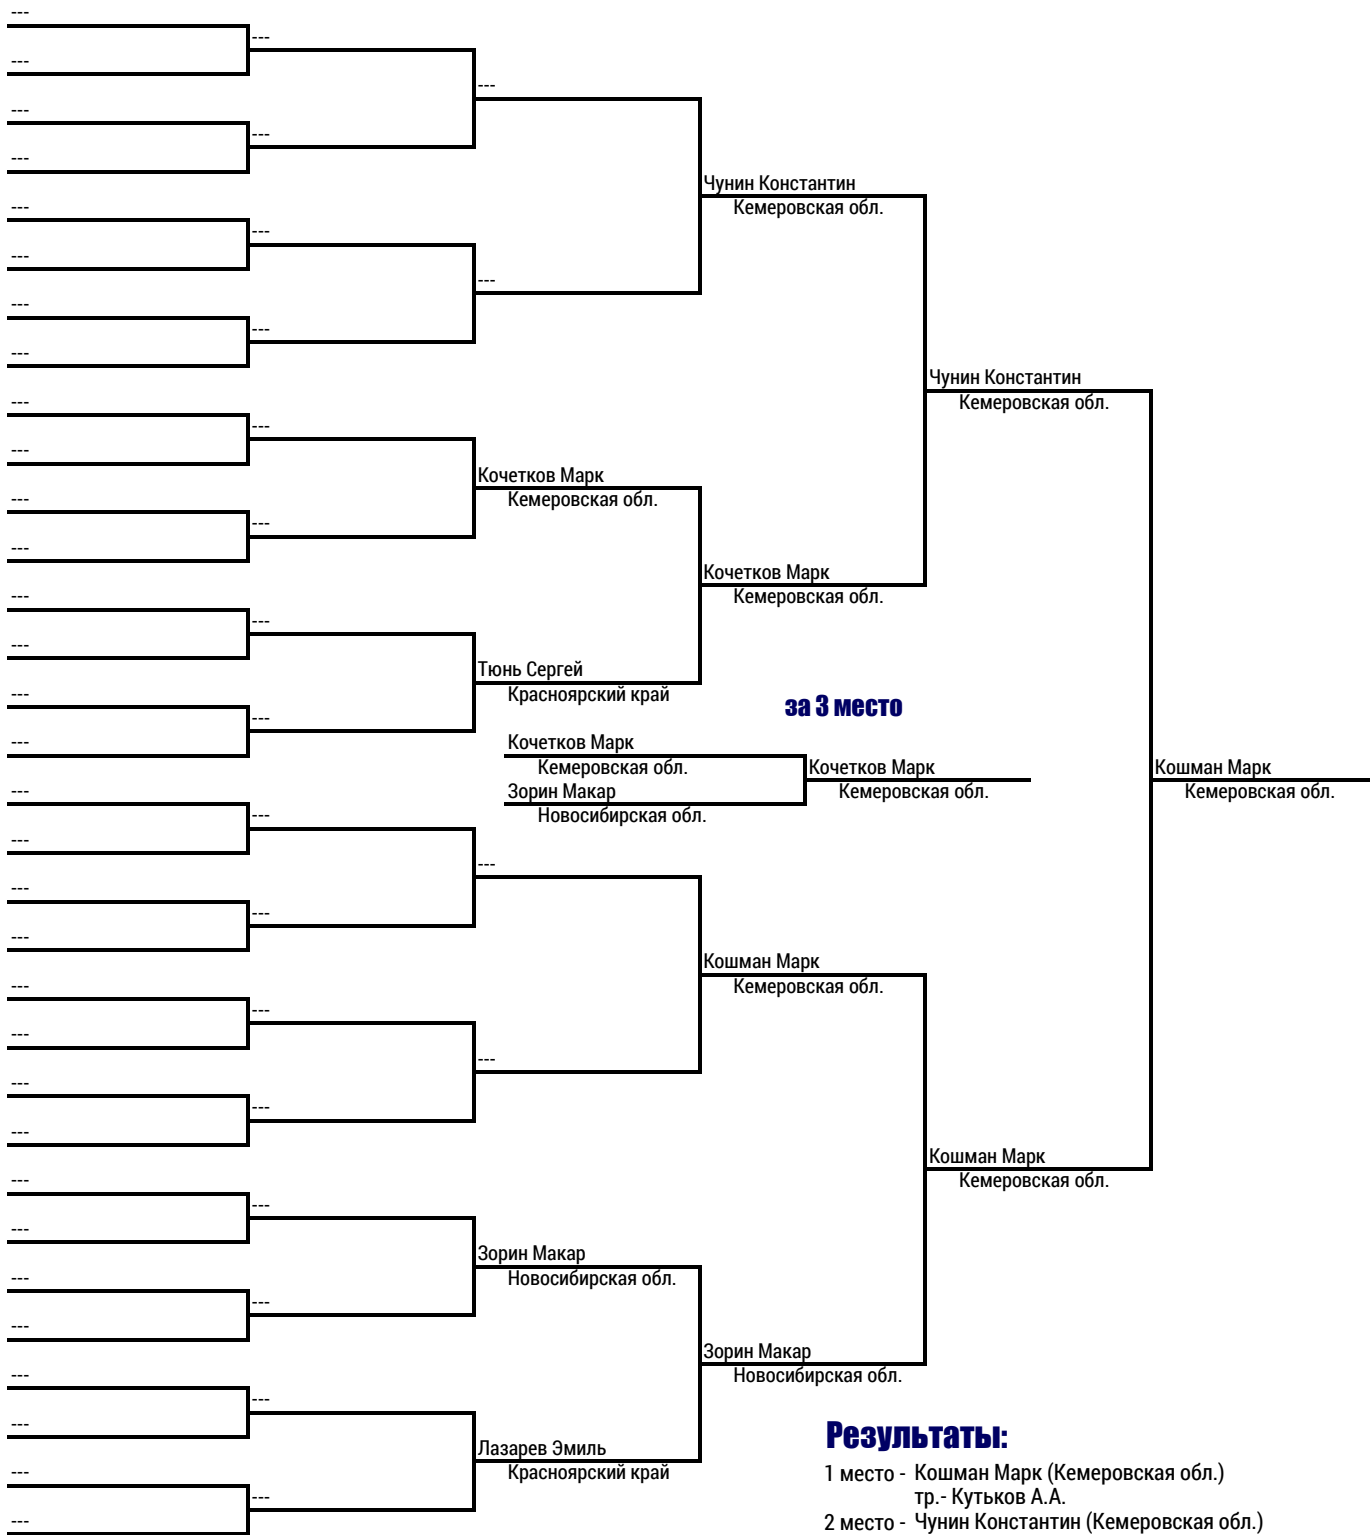 ---
---
---
---
---
---
---
---
---
---
---
---
Чунин Константин
Кемеровская обл.
---
---
---
---
Чунин Константин
Кемеровская обл.
---
---
---
Кочетков Марк
Кемеровская обл.
---
---
---
Кочетков Марк
Кемеровская обл.
---
---
---
Тюнь Сергей
Красноярский край
---
---
---
за 3 место
Кочетков Марк
Кемеровская обл.
Зорин Макар
Новосибирская обл.
Кочетков Марк
Кемеровская обл.
Кошман Марк
Кемеровская обл.
---
---
---
---
---
---
---
Кошман Марк
Кемеровская обл.
---
---
---
---
---
---
---
Кошман Марк
Кемеровская обл.
---
---
---
Зорин Макар
Новосибирская обл.
---
---
---
Зорин Макар
Новосибирская обл.
---
---
---
Лазарев Эмиль
Красноярский край
---
---
---
Результаты:
1 место - Кошман Марк (Кемеровская обл.)
тр.- Кутьков А.А.
2 место - Чунин Константин (Кемеровская обл.)